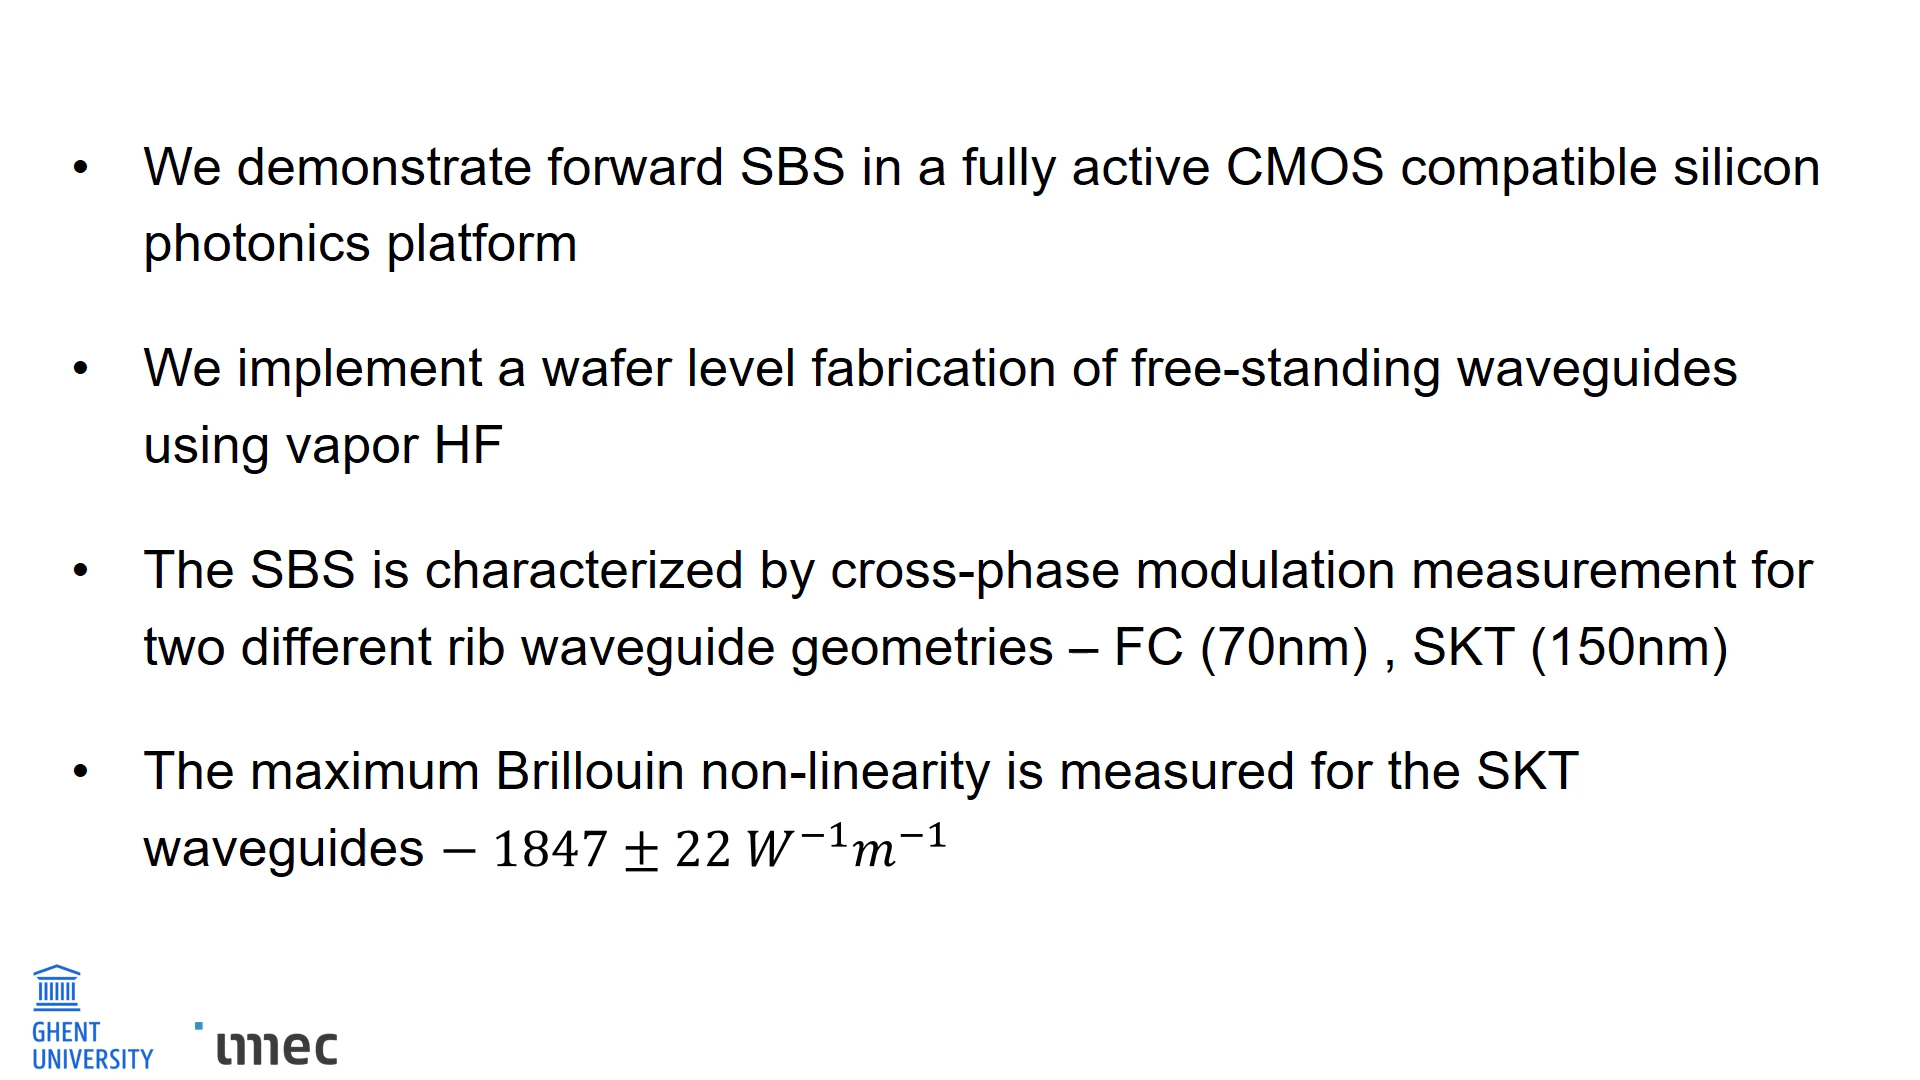 • We demonstrate forward SBS in a fully active CMOS compatible silicon
photonics platform
• We implement a wafer level fabrication of free-standing waveguides
using vapor HF
• The SBS is characterized by cross-phase modulation measurement for
two different rib waveguide geometries – FC (70nm) , SKT (150nm)
• The maximum Brillouin non-linearity is measured for the SKT
waveguides – 1847 ± 22 W⁻¹m⁻¹
GHENT
UNIVERSITY
imec